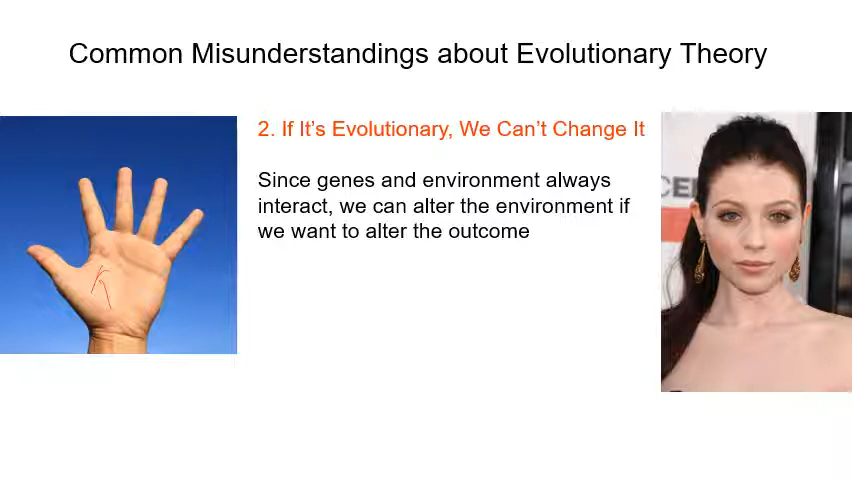 Common Misunderstandings about Evolutionary Theory
2. If It's Evolutionary, We Can't Change It
Since genes and environment always
interact, we can alter the environment if
we want to alter the outcome
CEN